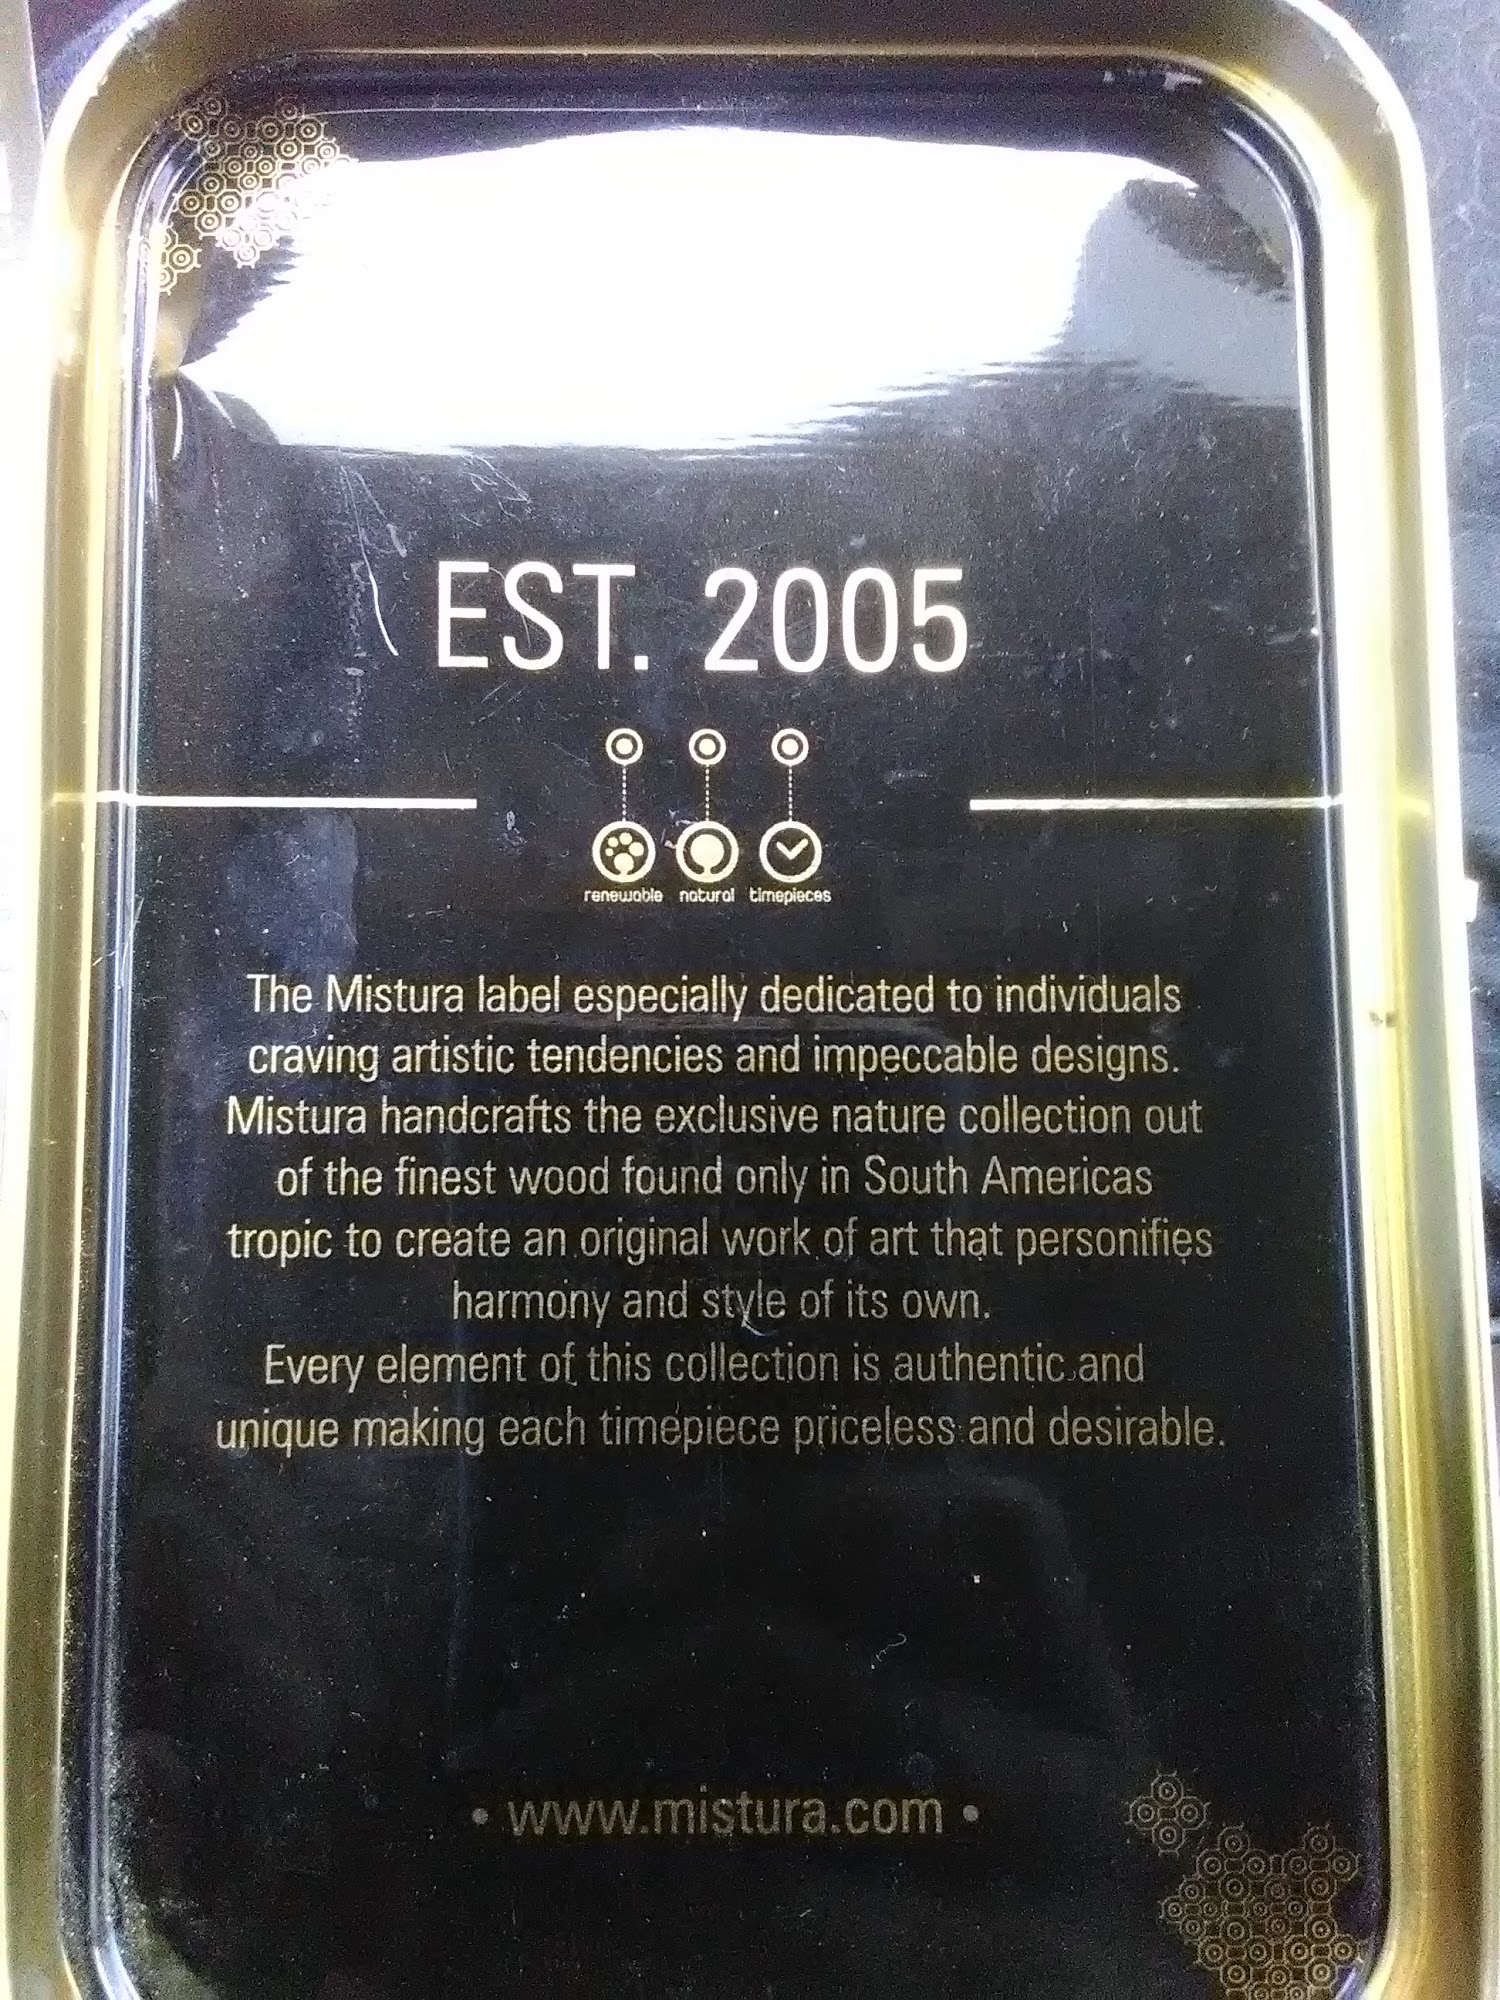 EST. 2005
renewable natural timepieces
The Mistura label especially dedicated to individuals
craving artistic tendencies and impeccable designs.
Mistura handcrafts the exclusive nature collection out
of the finest wood found only in South Americas
tropic to create an original work of art that personifies
harmony and style of its own.
Every element of this collection is authentic and
unique making each timepiece priceless and desirable.
• www.mistura.com •